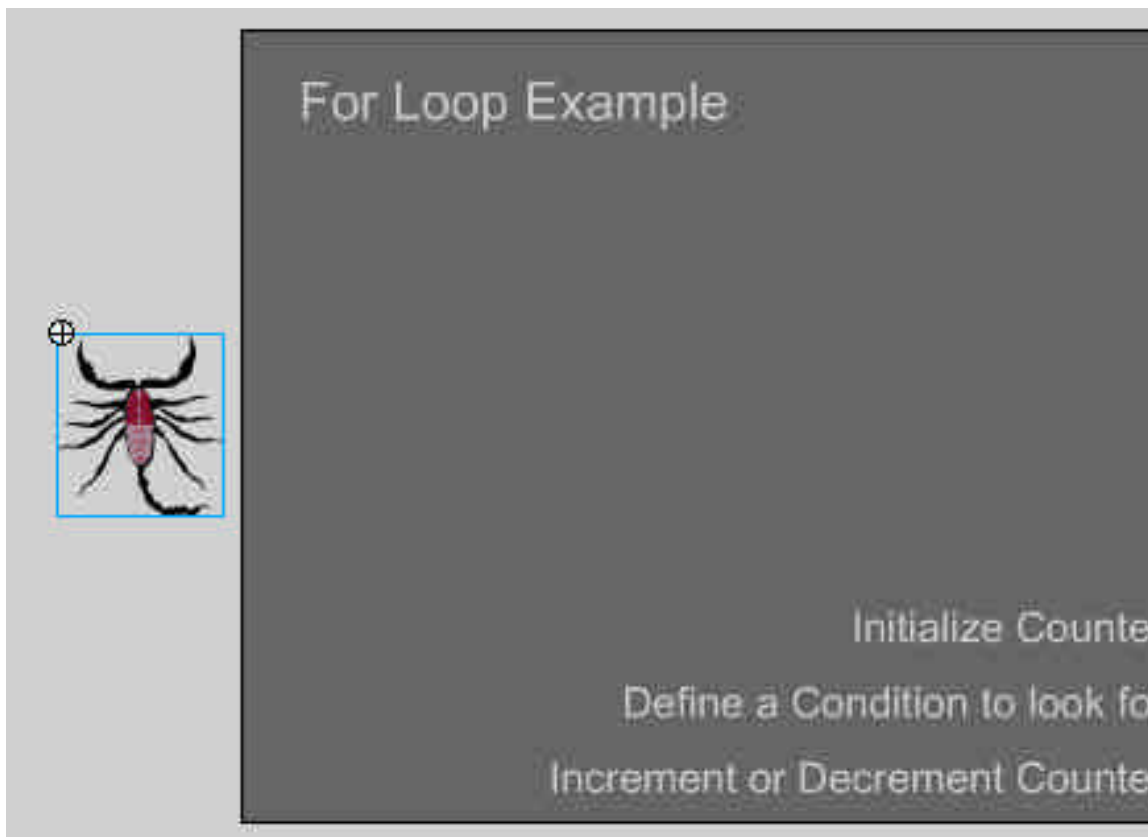 For Loop Example
Initialize Counte
Define a Condition to look fo
Increment or Decrement Counte